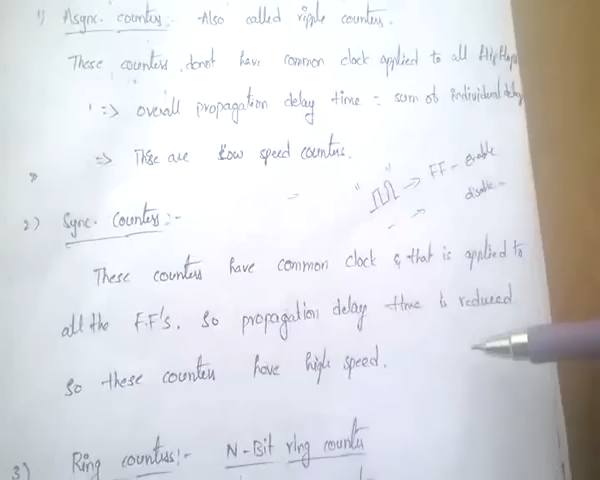 1) Async. counters :- Also called ripple counters.
These counters donot have common clock applied to all flipflops
=> overall propagation delay time = sum of individual delay
=> These are Low speed counters.
FF - enable
disable -
2) Sync. Counters :-
These counters have common clock & that is applied to
all the F.F's. So propagation delay time is reduced
So these counters have high speed.
3) Ring counters :- N-Bit ring counter